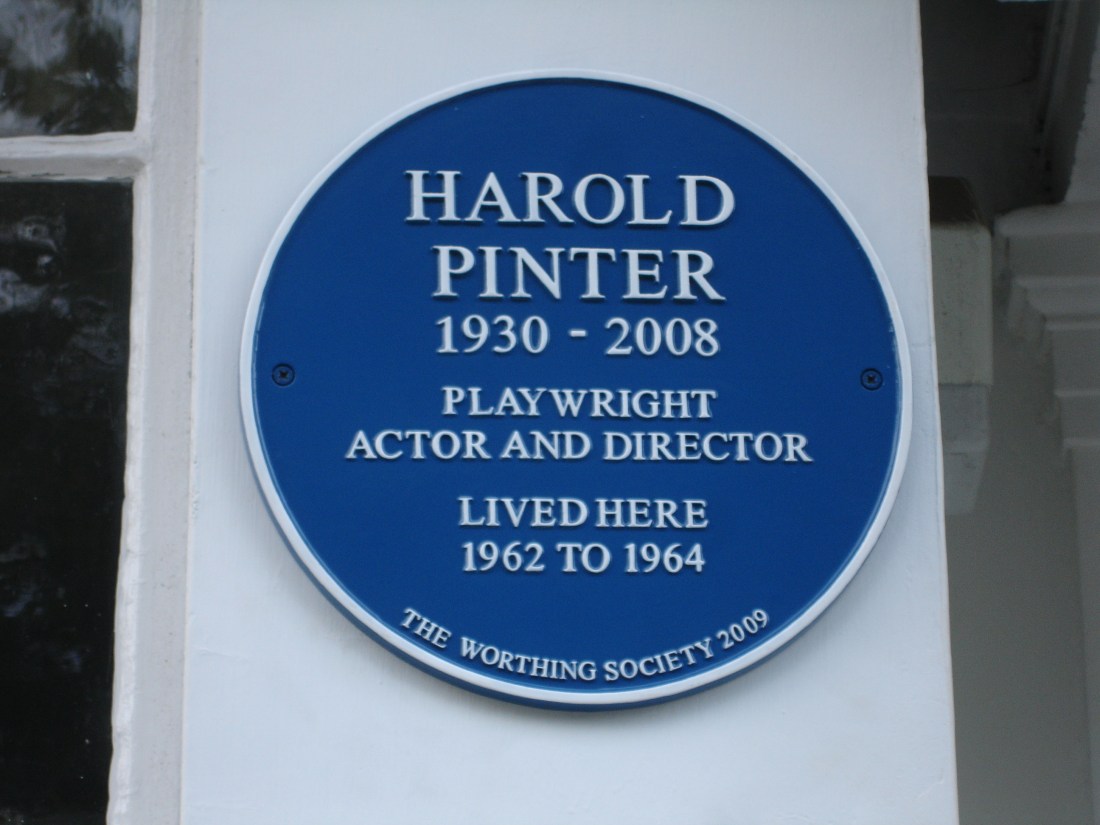 HAROLD
PINTER
1930 - 2008
PLAYWRIGHT
ACTOR AND DIRECTOR
LIVED HERE
1962 TO 1964
THE WORTHING SOCIETY 2009